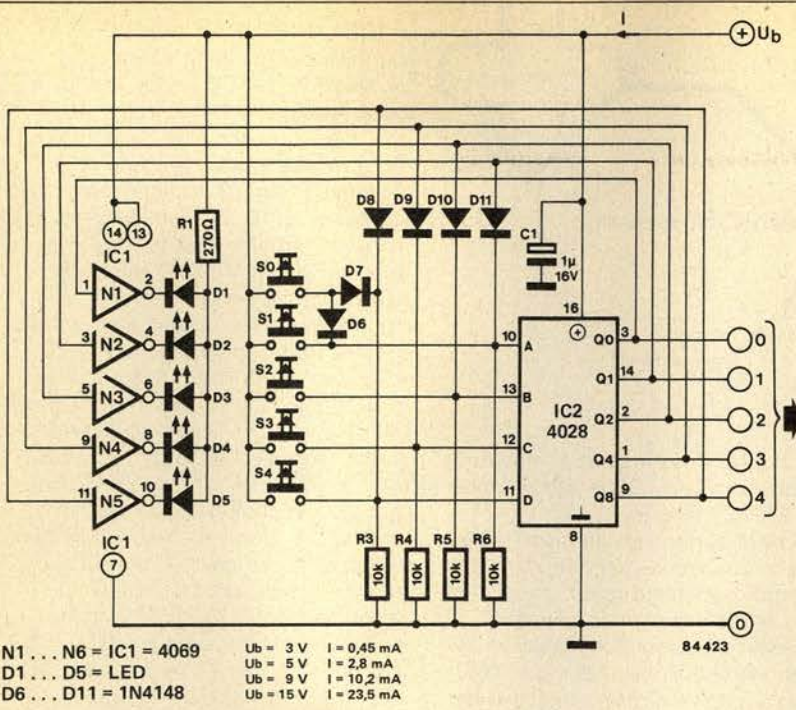 I
+ Ub
D8 D9 D10 D11
R1
270Ω
14 13
IC1
C1
1µ
16V
S0
D7
1 N1 2 D1
D6
16
S1
3 N2 4 D2
10 A
Q0 3 0
S2
5 N3 6 D3
13 B
Q1 14 1
IC2
4028
Q2 2 2
S3
9 N4 8 D4
12 C
Q4 1 3
S4
11 N5 10 D5
11 D
Q8 9 4
IC1
7
R3 R4 R5 R6
10k 10k 10k 10k
8
0
84423
N1 . . . N6 = IC1 = 4069
D1 . . . D5 = LED
D6 . . . D11 = 1N4148
Ub = 3 V I = 0,45 mA
Ub = 5 V I = 2,8 mA
Ub = 9 V I = 10,2 mA
Ub = 15 V I = 23,5 mA